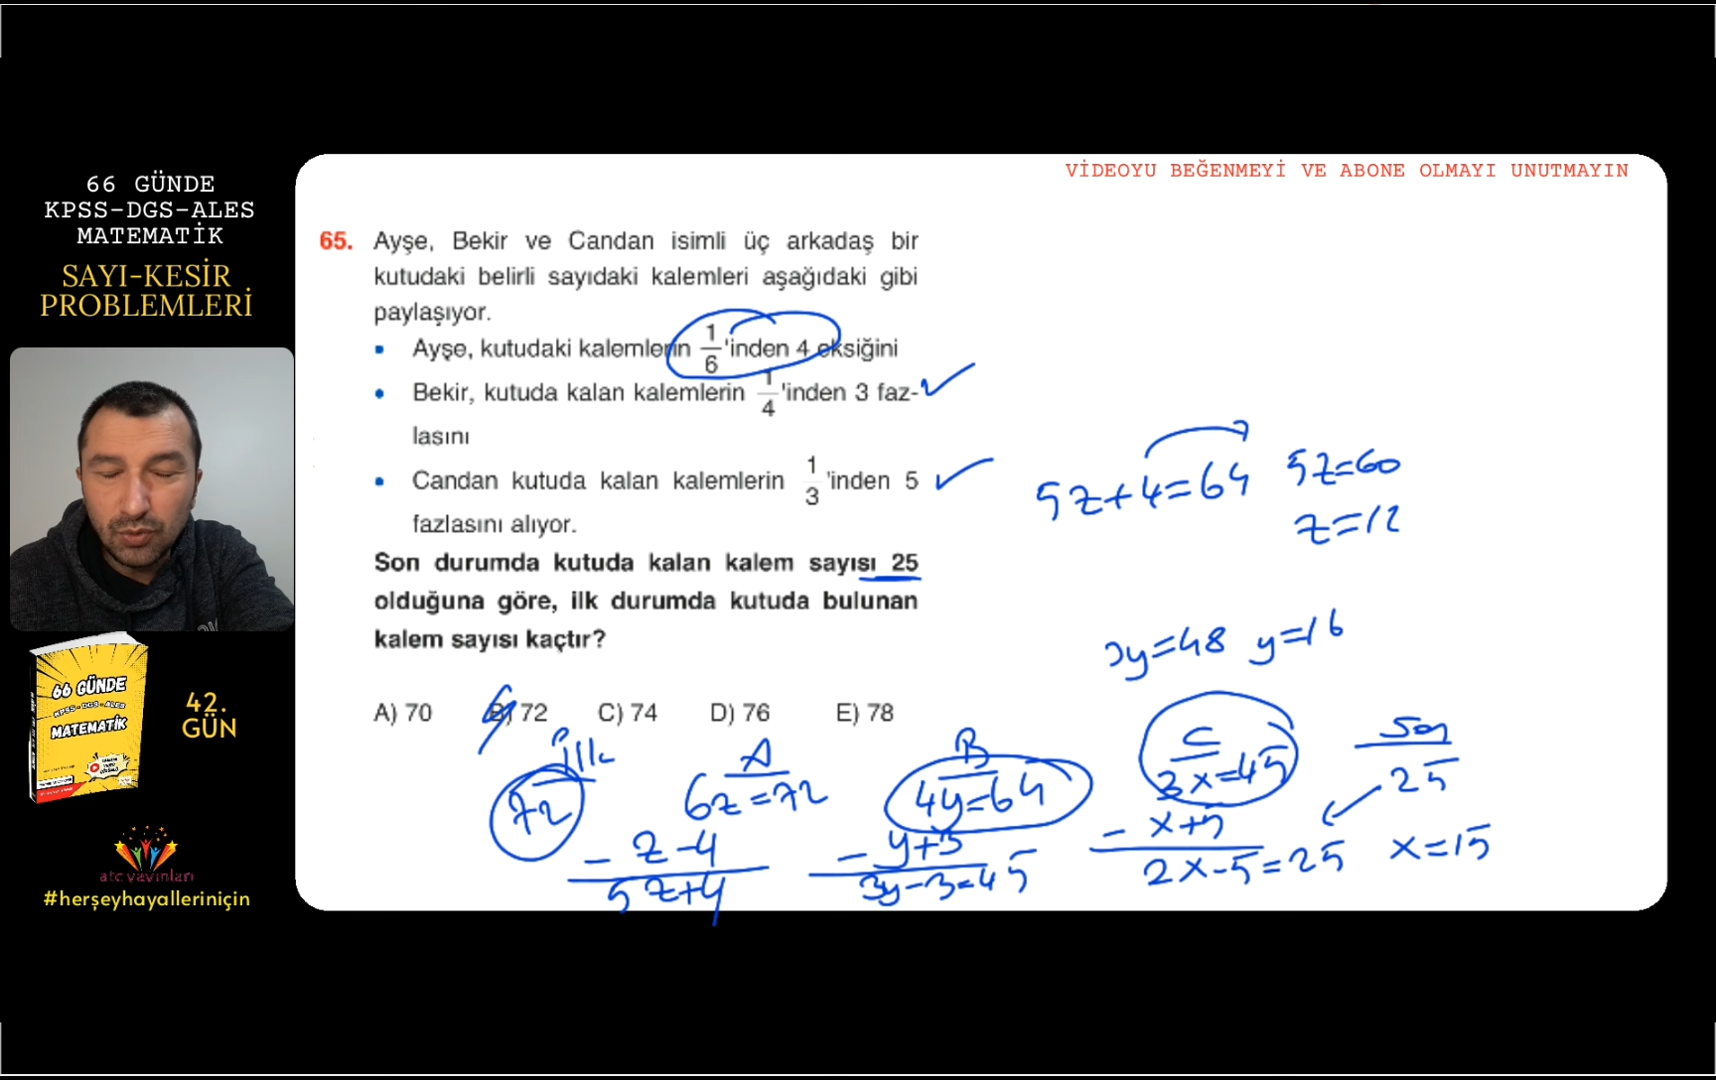 VİDEOYU BEĞENMEYİ VE ABONE OLMAYI UNUTMAYIN
66 GÜNDE
KPSS-DGS-ALES
MATEMATİK
SAYI-KESİR
PROBLEMLERİ
65. Ayşe, Bekir ve Candan isimli üç arkadaş bir
kutudaki belirli sayıdaki kalemleri aşağıdaki gibi
paylaşıyor.
• Ayşe, kutudaki kalemlerin 1/6 'inden 4 eksiğini
• Bekir, kutuda kalan kalemlerin 1/4 'inden 3 faz-
lasını
• Candan kutuda kalan kalemlerin 1/3 'inden 5
fazlasını alıyor.
Son durumda kutuda kalan kalem sayısı 25
olduğuna göre, ilk durumda kutuda bulunan
kalem sayısı kaçtır?
A) 70 B) 72 C) 74 D) 76 E) 78
5z+4=64 5z=60
z=12
3y=48 y=16
ilk A B C Son
72 6z=72 4y=64 3x=45 25
- z-4 - y+3 - x+5
5z+4 3y-3=45 2x-5=25 x=15
66 GÜNDE
KPSS-DGS-ALES
MATEMATİK
42.
GÜN
atc yayınları
#herşeyhayalleriniçin